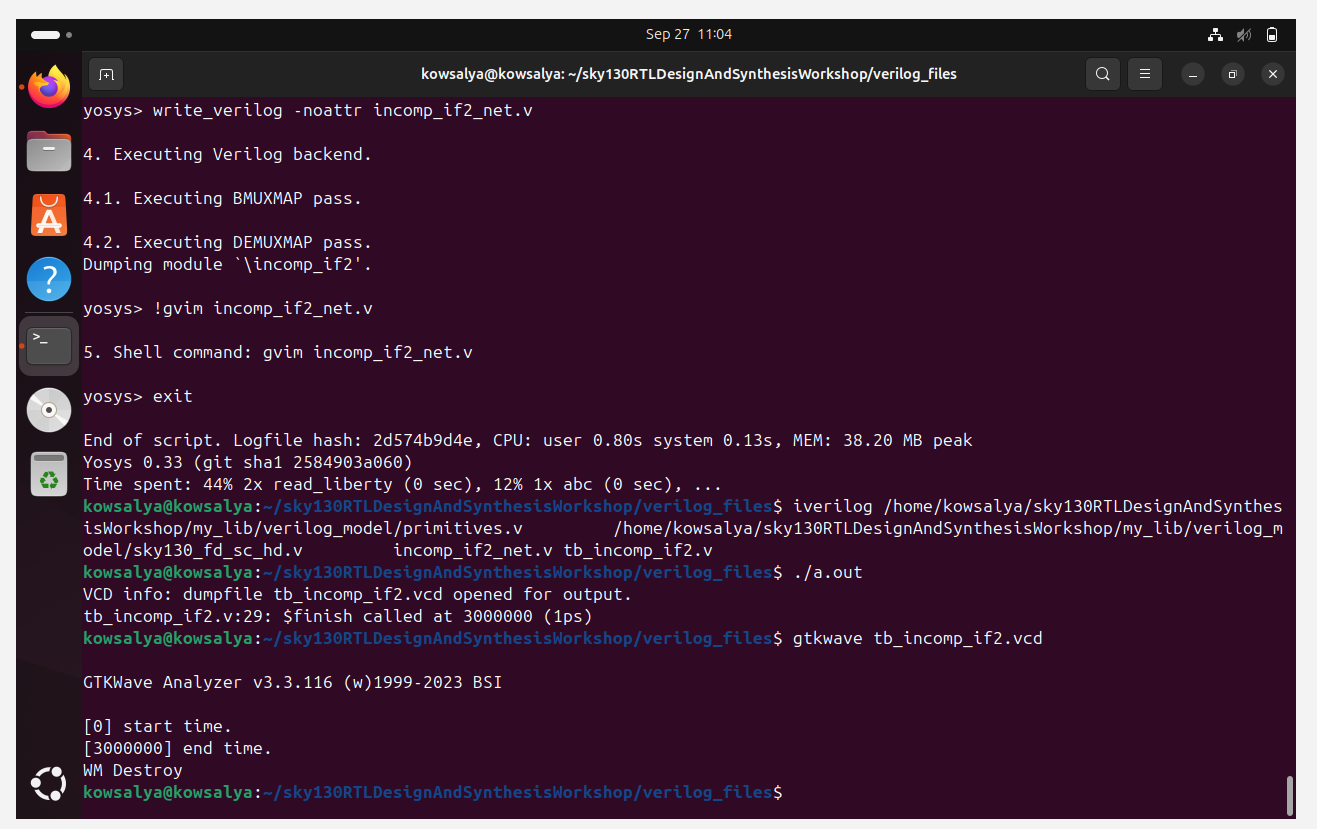 Sep 27 11:04
kowsalya@kowsalya: ~/sky130RTLDesignAndSynthesisWorkshop/verilog_files
yosys> write_verilog -noattr incomp_if2_net.v
4. Executing Verilog backend.
4.1. Executing BMUXMAP pass.
4.2. Executing DEMUXMAP pass.
Dumping module `\incomp_if2'.
yosys> !gvim incomp_if2_net.v
5. Shell command: gvim incomp_if2_net.v
yosys> exit
End of script. Logfile hash: 2d574b9d4e, CPU: user 0.80s system 0.13s, MEM: 38.20 MB peak
Yosys 0.33 (git sha1 2584903a060)
Time spent: 44% 2x read_liberty (0 sec), 12% 1x abc (0 sec), ...
kowsalya@kowsalya:~/sky130RTLDesignAndSynthesisWorkshop/verilog_files$ iverilog /home/kowsalya/sky130RTLDesignAndSynthes
isWorkshop/my_lib/verilog_model/primitives.v         /home/kowsalya/sky130RTLDesignAndSynthesisWorkshop/my_lib/verilog_m
odel/sky130_fd_sc_hd.v         incomp_if2_net.v tb_incomp_if2.v
kowsalya@kowsalya:~/sky130RTLDesignAndSynthesisWorkshop/verilog_files$ ./a.out
VCD info: dumpfile tb_incomp_if2.vcd opened for output.
tb_incomp_if2.v:29: $finish called at 3000000 (1ps)
kowsalya@kowsalya:~/sky130RTLDesignAndSynthesisWorkshop/verilog_files$ gtkwave tb_incomp_if2.vcd
GTKWave Analyzer v3.3.116 (w)1999-2023 BSI
[0] start time.
[3000000] end time.
WM Destroy
kowsalya@kowsalya:~/sky130RTLDesignAndSynthesisWorkshop/verilog_files$